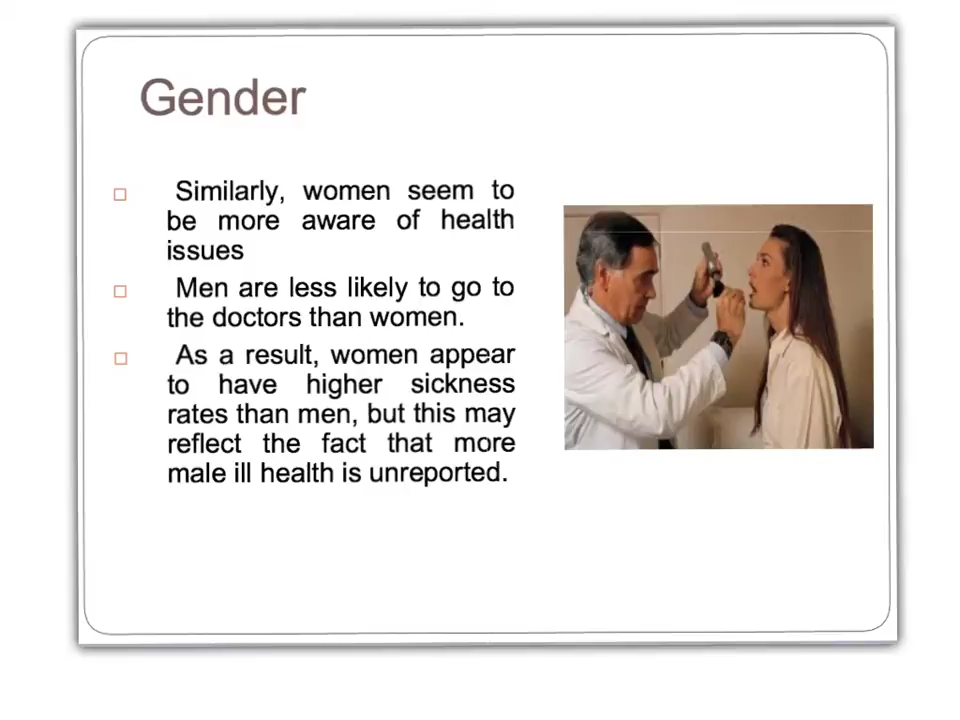 Gender
Similarly, women seem to
be more aware of health
issues
Men are less likely to go to
the doctors than women.
As a result, women appear
to have higher sickness
rates than men, but this may
reflect the fact that more
male ill health is unreported.